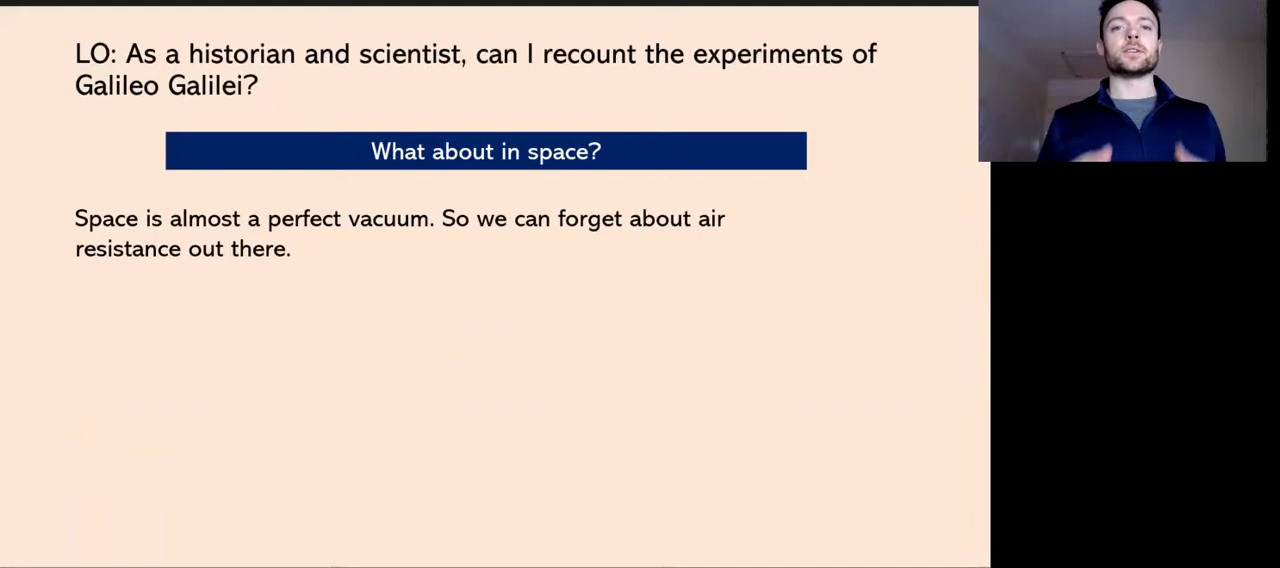 LO: As a historian and scientist, can I recount the experiments of
Galileo Galilei?
What about in space?
Space is almost a perfect vacuum. So we can forget about air
resistance out there.